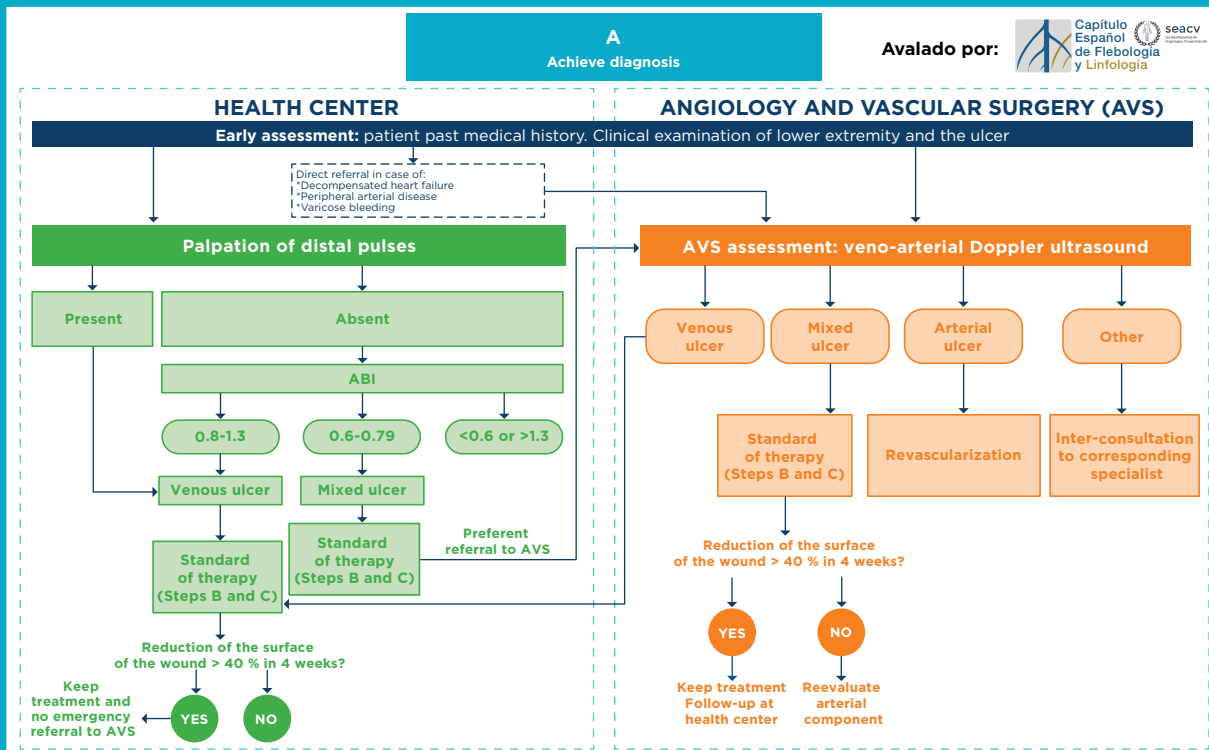 A
Achieve diagnosis
Avalado por:
Capítulo
Español
de Flebología
y Linfología
seacv
HEALTH CENTER
ANGIOLOGY AND VASCULAR SURGERY (AVS)
Early assessment: patient past medical history. Clinical examination of lower extremity and the ulcer
Direct referral in case of:
*Decompensated heart failure
*Peripheral arterial disease
*Varicose bleeding
Palpation of distal pulses
Present
Absent
ABI
0.8-1.3
0.6-0.79
<0.6 or >1.3
Venous ulcer
Mixed ulcer
Standard
of therapy
(Steps B and C)
Standard
of therapy
(Steps B and C)
Preferent
referral to AVS
Reduction of the surface
of the wound > 40 % in 4 weeks?
Keep
treatment and
no emergency
referral to AVS
YES
NO
AVS assessment: veno-arterial Doppler ultrasound
Venous
ulcer
Mixed
ulcer
Arterial
ulcer
Other
Standard
of therapy
(Steps B and C)
Revascularization
Inter-consultation
to corresponding
specialist
Reduction of the surface
of the wound > 40 % in 4 weeks?
YES
NO
Keep treatment
Follow-up at
health center
Reevaluate
arterial
component